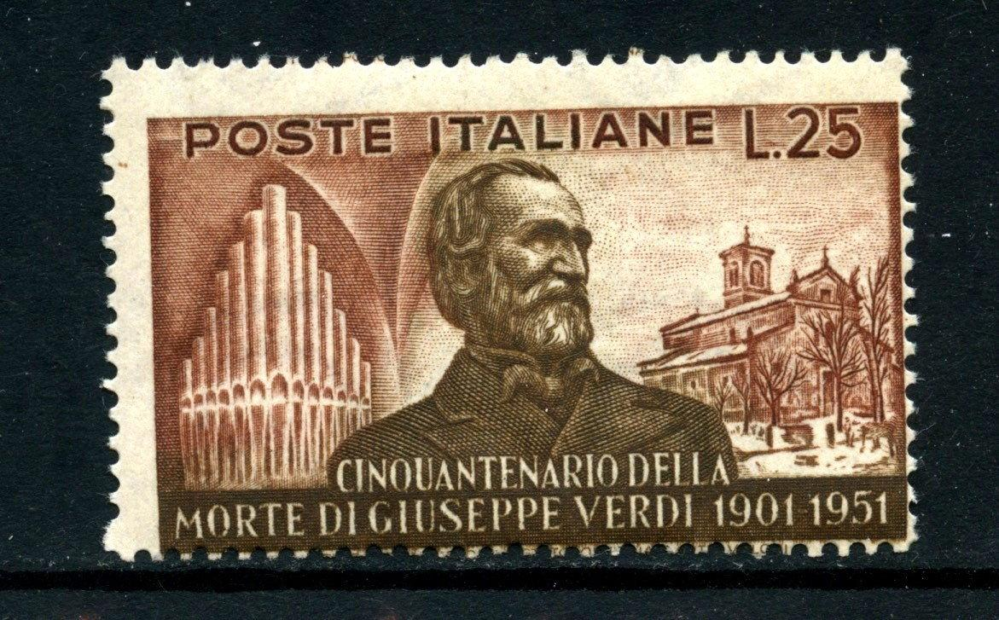 POSTE ITALIANE L.25
CINQUANTENARIO DELLA
MORTE DI GIUSEPPE VERDI 1901-1951